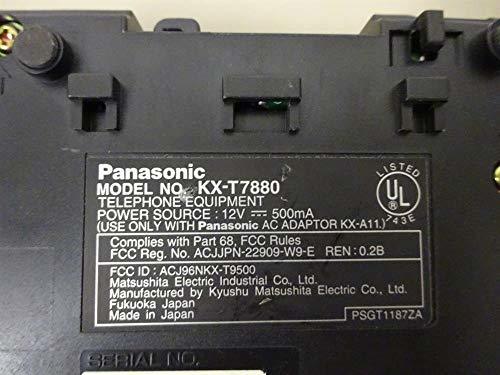 Panasonic
MODEL NO. KX-T7880
TELEPHONE EQUIPMENT
POWER SOURCE : 12V ⎓ 500mA
(USE ONLY WITH Panasonic AC ADAPTOR KX-A11.)
Complies with Part 68, FCC Rules
FCC Reg. No. ACJJPN-22909-W9-E REN : 0.2B
FCC ID : ACJ96NKX-T9500
Matsushita Electric Industrial Co., Ltd.
Manufactured by Kyushu Matsushita Electric Co., Ltd.
Fukuoka Japan
Made in Japan
LISTED
UL
743E
PSGT1187ZA
SERIAL NO.